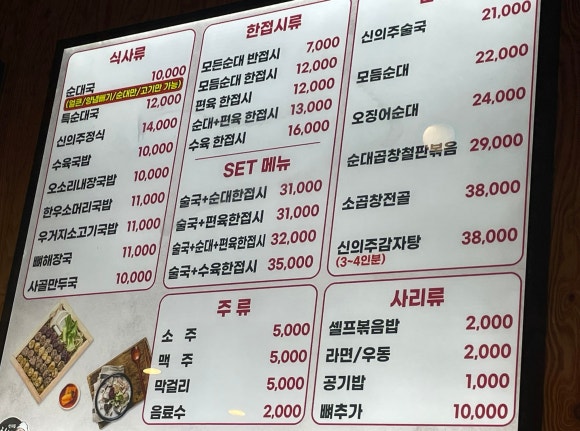 식사류
순대국 10,000
(얼큰/양념빼기/순대만/고기만 가능)
특순대국 12,000
신의주정식 14,000
수육국밥 10,000
오소리내장국밥 10,000
한우소머리국밥 11,000
우거지소고기국밥 11,000
뼈해장국 11,000
사골만두국 10,000
한접시류
모든순대 반접시 7,000
모듬순대 한접시 12,000
편육 한접시 12,000
순대+편육 한접시 13,000
수육 한접시 16,000
SET 메뉴
술국+순대한접시 31,000
술국+편육한접시 31,000
술국+순대+편육한접시 32,000
술국+수육한접시 35,000
신의주술국 21,000
모듬순대 22,000
오징어순대 24,000
순대곱창철판볶음 29,000
소곱창전골 38,000
신의주감자탕 38,000
(3~4인분)
주 류
소 주 5,000
맥 주 5,000
막걸리 5,000
음료수 2,000
사리류
셀프볶음밥 2,000
라면/우동 2,000
공기밥 1,000
뼈추가 10,000